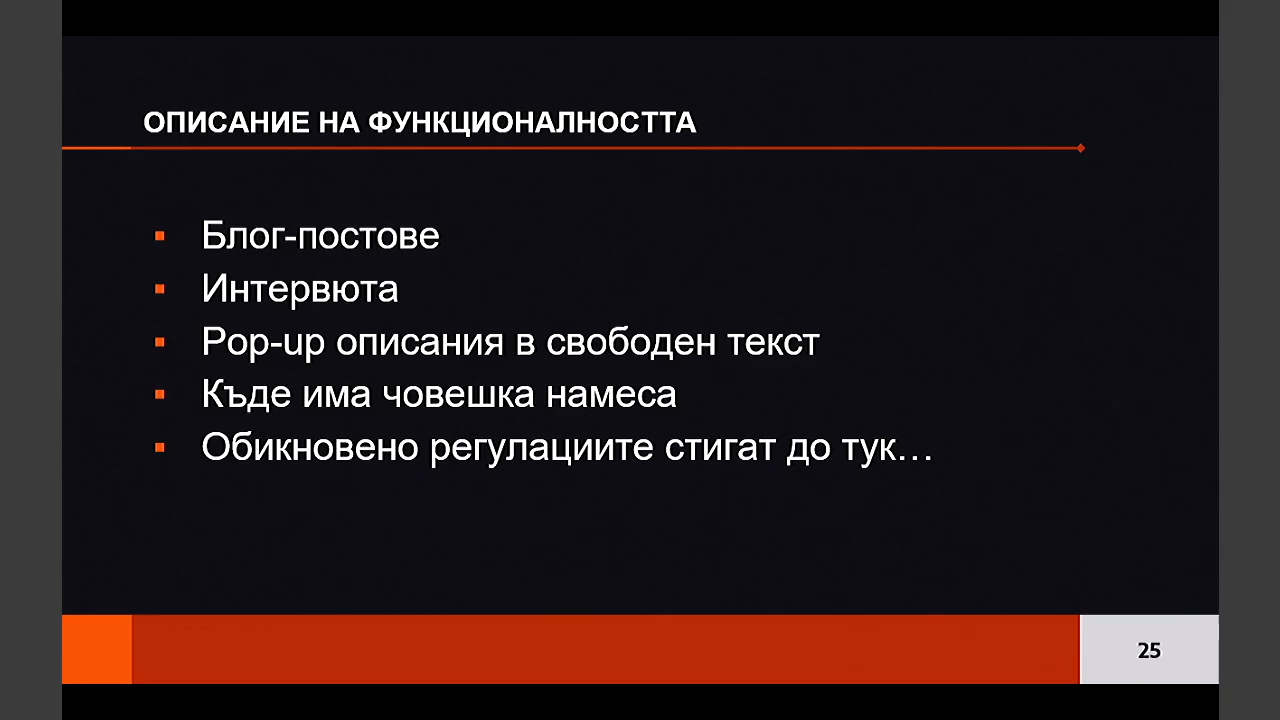 ОПИСАНИЕ НА ФУНКЦИОНАЛНОСТТА
Блог-постове
Интервюта
Pop-up описания в свободен текст
Къде има човешка намеса
Обикновено регулациите стигат до тук…
25